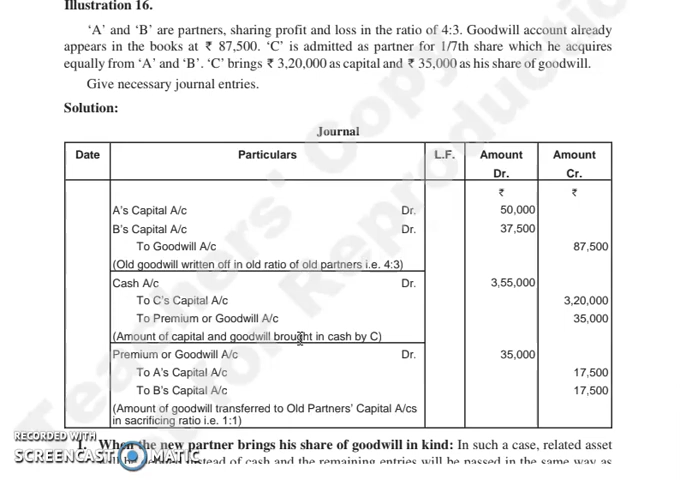 Illustration 16.
'A' and 'B' are partners, sharing profit and loss in the ratio of 4:3. Goodwill account already
appears in the books at ₹ 87,500. 'C' is admitted as partner for 1/7th share which he acquires
equally from 'A' and 'B'. 'C' brings ₹ 3,20,000 as capital and ₹ 35,000 as his share of goodwill.
Give necessary journal entries.
Solution:
Journal
Date Particulars L.F. Amount Amount
Dr. Cr.
₹ ₹
A's Capital A/c Dr. 50,000
B's Capital A/c Dr. 37,500
To Goodwill A/c 87,500
(Old goodwill written off in old ratio of old partners i.e. 4:3)
Cash A/c Dr. 3,55,000
To C's Capital A/c 3,20,000
To Premium or Goodwill A/c 35,000
(Amount of capital and goodwill brought in cash by C)
Premium or Goodwill A/c Dr. 35,000
To A's Capital A/c 17,500
To B's Capital A/c 17,500
(Amount of goodwill transferred to Old Partners' Capital A/cs
in sacrificing ratio i.e. 1:1)
1. When the new partner brings his share of goodwill in kind: In such a case, related asset
instead of cash and the remaining entries will be passed in the same way as
Teachers' Copy
for Reproduction
RECORDED WITH
SCREENCAST MATIC